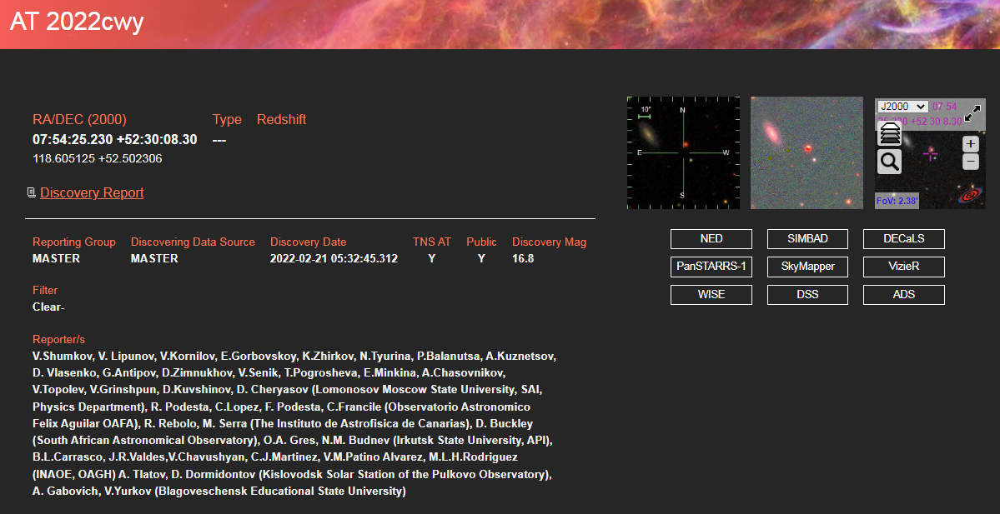 AT 2022cwy
RA/DEC (2000) Type Redshift
07:54:25.230 +52:30:08.30 ---
118.605125 +52.502306
Discovery Report
Reporting Group Discovering Data Source Discovery Date TNS AT Public Discovery Mag
MASTER MASTER 2022-02-21 05:32:45.312 Y Y 16.8
Filter
Clear-
Reporter/s
V.Shumkov, V. Lipunov, V.Kornilov, E.Gorbovskoy, K.Zhirkov, N.Tyurina, P.Balanutsa, A.Kuznetsov,
D. Vlasenko, G.Antipov, D.Zimnukhov, V.Senik, T.Pogrosheva, E.Minkina, A.Chasovnikov,
V.Topolev, V.Grinshpun, D.Kuvshinov, D. Cheryasov (Lomonosov Moscow State University, SAI,
Physics Department), R. Podesta, C.Lopez, F. Podesta, C.Francile (Observatorio Astronomico
Felix Aguilar OAFA), R. Rebolo, M. Serra (The Instituto de Astrofisica de Canarias), D. Buckley
(South African Astronomical Observatory), O.A. Gres, N.M. Budnev (Irkutsk State University, API),
B.L.Carrasco, J.R.Valdes,V.Chavushyan, C.J.Martinez, V.M.Patino Alvarez, M.L.H.Rodriguez
(INAOE, OAGH) A. Tlatov, D. Dormidontov (Kislovodsk Solar Station of the Pulkovo Observatory),
A. Gabovich, V.Yurkov (Blagoveschensk Educational State University)
10"
N
E W
S
J2000 07 54
+52 30 8.30
+
−
FoV: 2.38'
NED SIMBAD DECaLS
PanSTARRS-1 SkyMapper VizieR
WISE DSS ADS